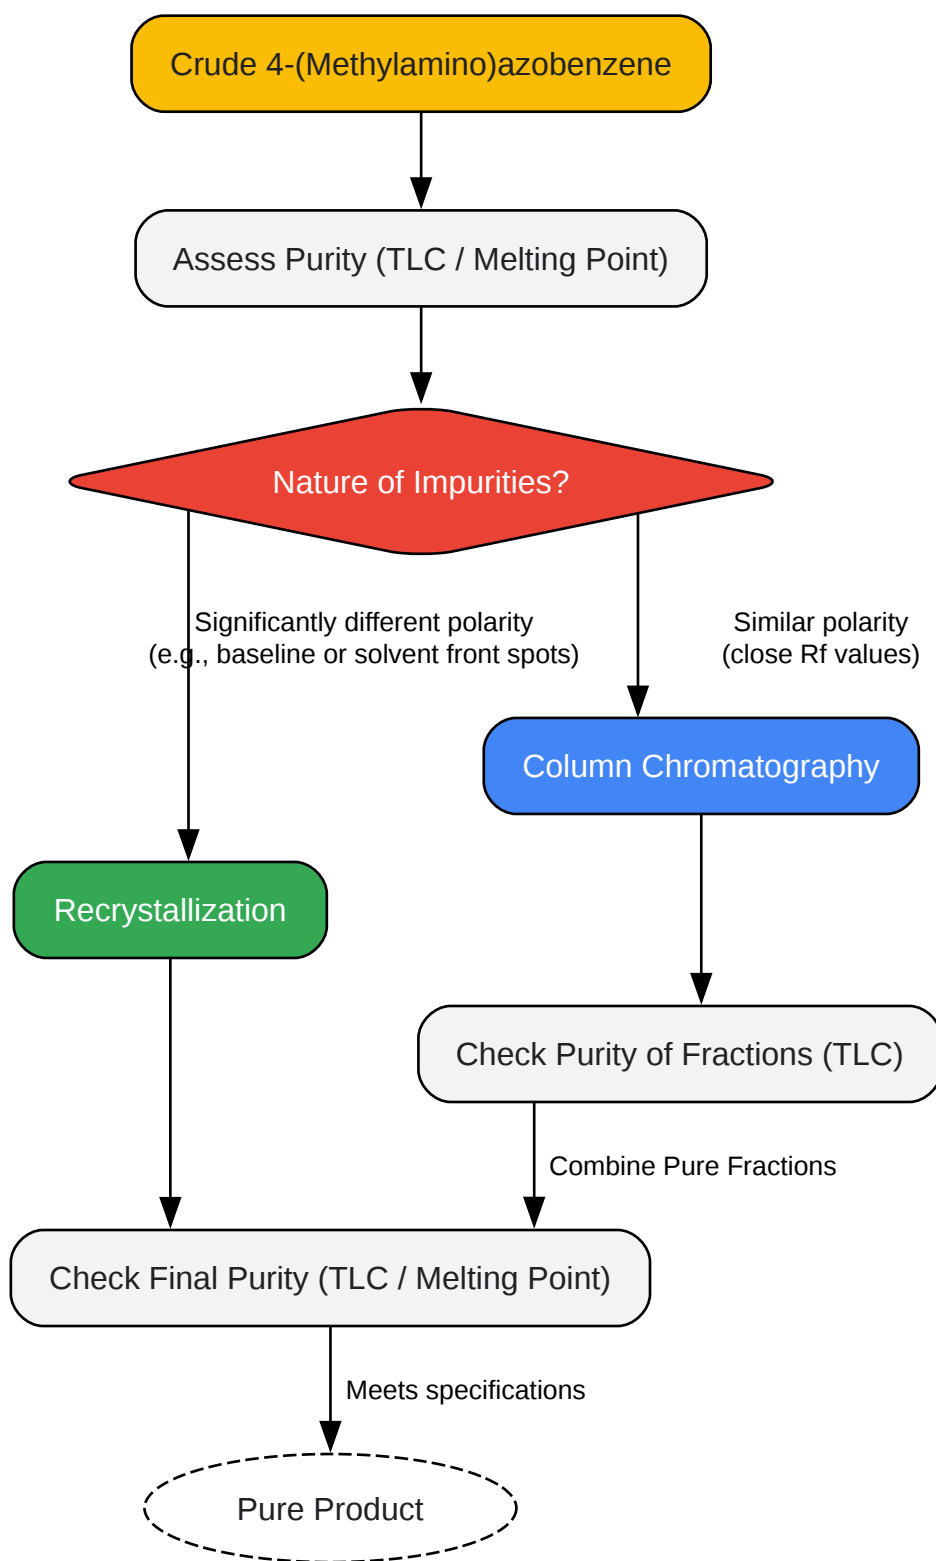 Crude 4-(Methylamino)azobenzene
Assess Purity (TLC / Melting Point)
Nature of Impurities?
Significantly different polarity
(e.g., baseline or solvent front spots)
Similar polarity
(close Rf values)
Column Chromatography
Recrystallization
Check Purity of Fractions (TLC)
Combine Pure Fractions
Check Final Purity (TLC / Melting Point)
Meets specifications
Pure Product